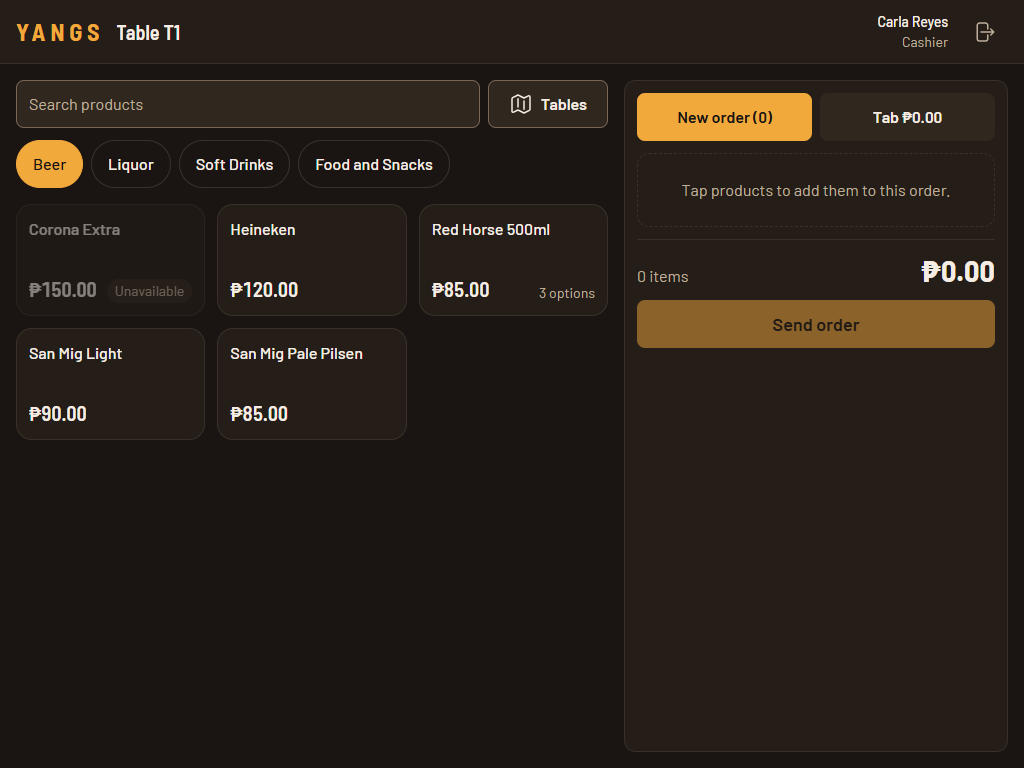 YANGS Table T1
Carla Reyes
Cashier
Search products
Tables
Beer
Liquor
Soft Drinks
Food and Snacks
Corona Extra
₱150.00 Unavailable
Heineken
₱120.00
Red Horse 500ml
₱85.00 3 options
San Mig Light
₱90.00
San Mig Pale Pilsen
₱85.00
New order (0)
Tab ₱0.00
Tap products to add them to this order.
0 items ₱0.00
Send order